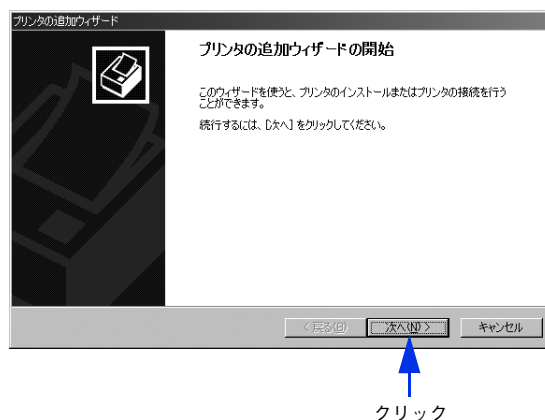 プリンタの追加ウィザード
プリンタの追加ウィザードの開始
このウィザードを使うと、プリンタのインストールまたはプリンタの接続を行う
ことができます。
続行するには、[次へ] をクリックしてください。
< 戻る(B)
次へ(N) >
キャンセル
クリック